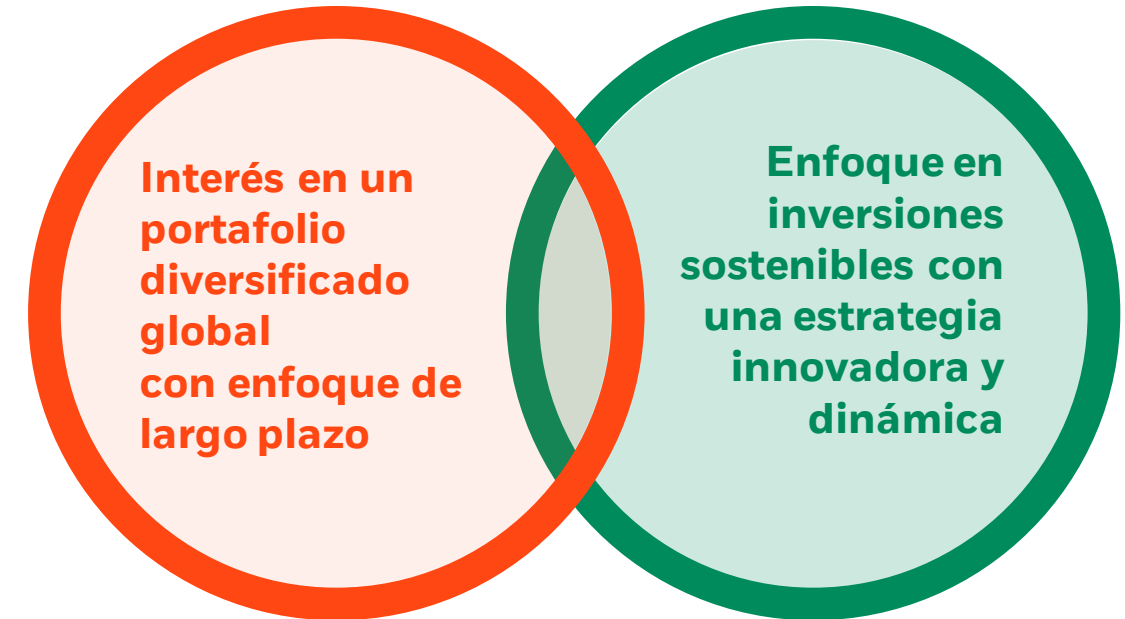 Interés en un
portafolio
diversificado
global
con enfoque de
largo plazo
Enfoque en
inversiones
sostenibles con
una estrategia
innovadora y
dinámica